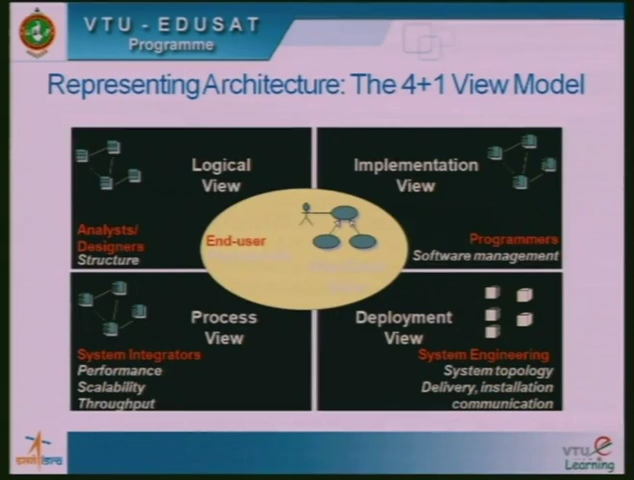 VTU - EDUSAT
Programme
Representing Architecture: The 4+1 View Model
Logical
View
Implementation
View
Analysts/
Designers
Structure
End-user
Programmers
Software management
Process
View
Deployment
View
System Integrators
Performance
Scalability
Throughput
System Engineering
System topology
Delivery, installation
communication
VTU e
Learning